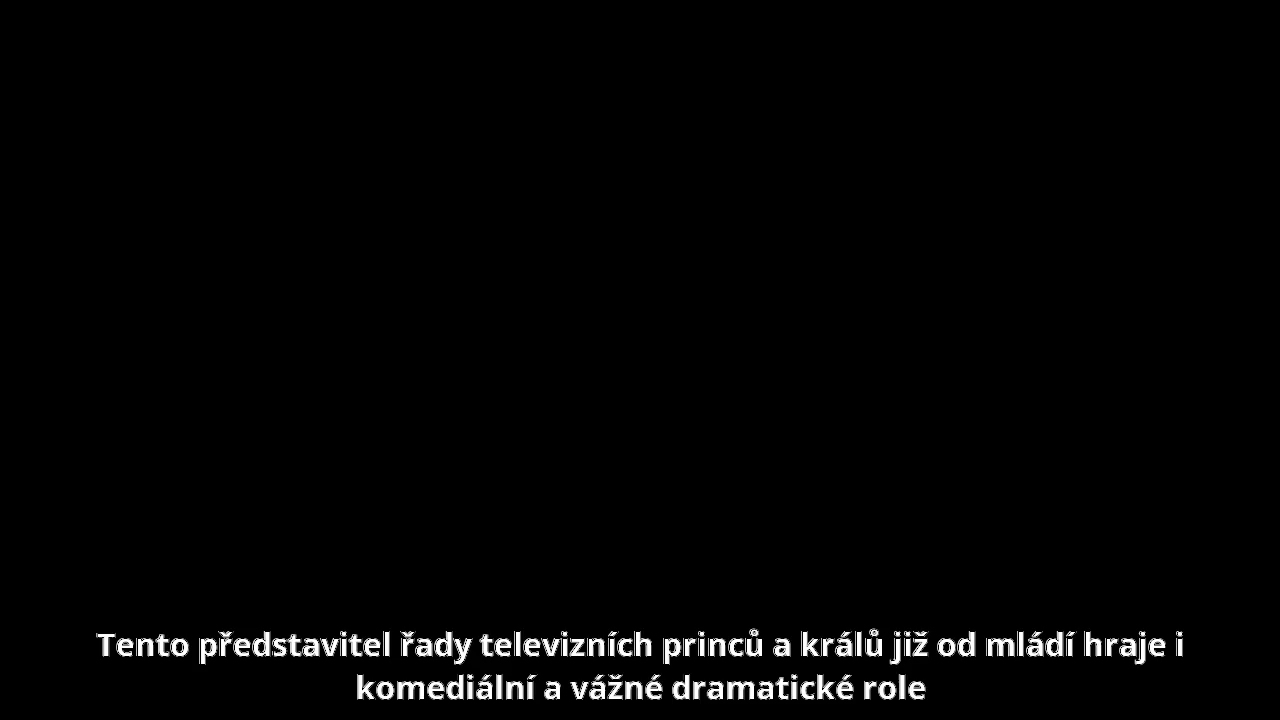 Tento představitel řady televizních princů a králů již od mládí hraje i
komediální a vážné dramatické role